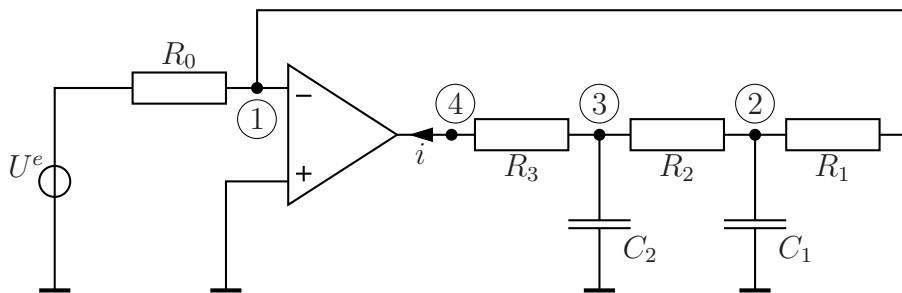 R₀
− ① ④ ③ ②
Uᵉ + i R₃ R₂ R₁
C₂ C₁